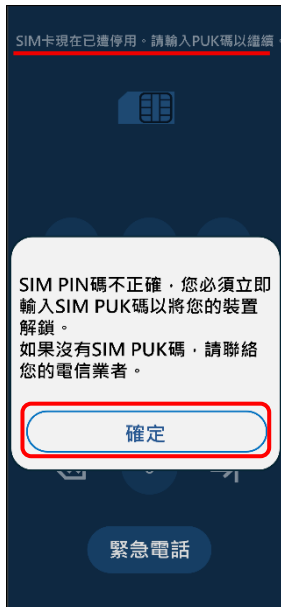 SIM卡現在已遭停用。請輸入PUK碼以繼續。
SIM PIN碼不正確，您必須立即
輸入SIM PUK碼以將您的裝置
解鎖。
如果沒有SIM PUK碼，請聯絡
您的電信業者。
確定
緊急電話